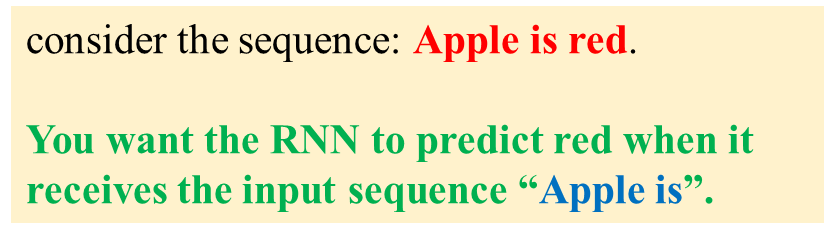 consider the sequence: Apple is red.
You want the RNN to predict red when it
receives the input sequence “Apple is”.